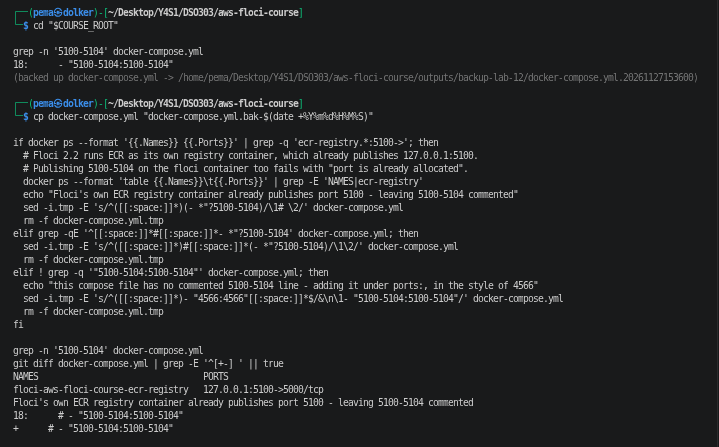 ┌──(pema㉿dolker)-[~/Desktop/Y4S1/DSO303/aws-floci-course]
└─$ cd "$COURSE_ROOT"
grep -n '5100-5104' docker-compose.yml
18:      - "5100-5104:5100-5104"
(backed up docker-compose.yml -> /home/pema/Desktop/Y4S1/DSO303/aws-floci-course/outputs/backup-lab-12/docker-compose.yml.20261127153600)
┌──(pema㉿dolker)-[~/Desktop/Y4S1/DSO303/aws-floci-course]
└─$ cp docker-compose.yml "docker-compose.yml.bak-$(date +%Y%m%d%H%M%S)"
if docker ps --format '{{.Names}} {{.Ports}}' | grep -q 'ecr-registry.*:5100->'; then
  # Floci 2.2 runs ECR as its own registry container, which already publishes 127.0.0.1:5100.
  # Publishing 5100-5104 on the floci container too fails with "port is already allocated".
  docker ps --format 'table {{.Names}}\t{{.Ports}}' | grep -E 'NAMES|ecr-registry'
  echo "Floci's own ECR registry container already publishes port 5100 - leaving 5100-5104 commented"
  sed -i.tmp -E 's/^([[:space:]]*)(- *"?5100-5104)/\1# \2/' docker-compose.yml
  rm -f docker-compose.yml.tmp
elif grep -qE '^[[:space:]]*#[[:space:]]*- *"?5100-5104' docker-compose.yml; then
  sed -i.tmp -E 's/^([[:space:]]*)#[[:space:]]*(- *"?5100-5104)/\1\2/' docker-compose.yml
  rm -f docker-compose.yml.tmp
elif ! grep -q '"5100-5104:5100-5104"' docker-compose.yml; then
  echo "this compose file has no commented 5100-5104 line - adding it under ports:, in the style of 4566"
  sed -i.tmp -E 's/^([[:space:]]*)- "4566:4566"[[:space:]]*$/&\n\1- "5100-5104:5100-5104"/' docker-compose.yml
  rm -f docker-compose.yml.tmp
fi
grep -n '5100-5104' docker-compose.yml
git diff docker-compose.yml | grep -E '^[+-] ' || true
NAMES                                 PORTS
floci-aws-floci-course-ecr-registry   127.0.0.1:5100->5000/tcp
Floci's own ECR registry container already publishes port 5100 - leaving 5100-5104 commented
18:      # - "5100-5104:5100-5104"
+      # - "5100-5104:5100-5104"